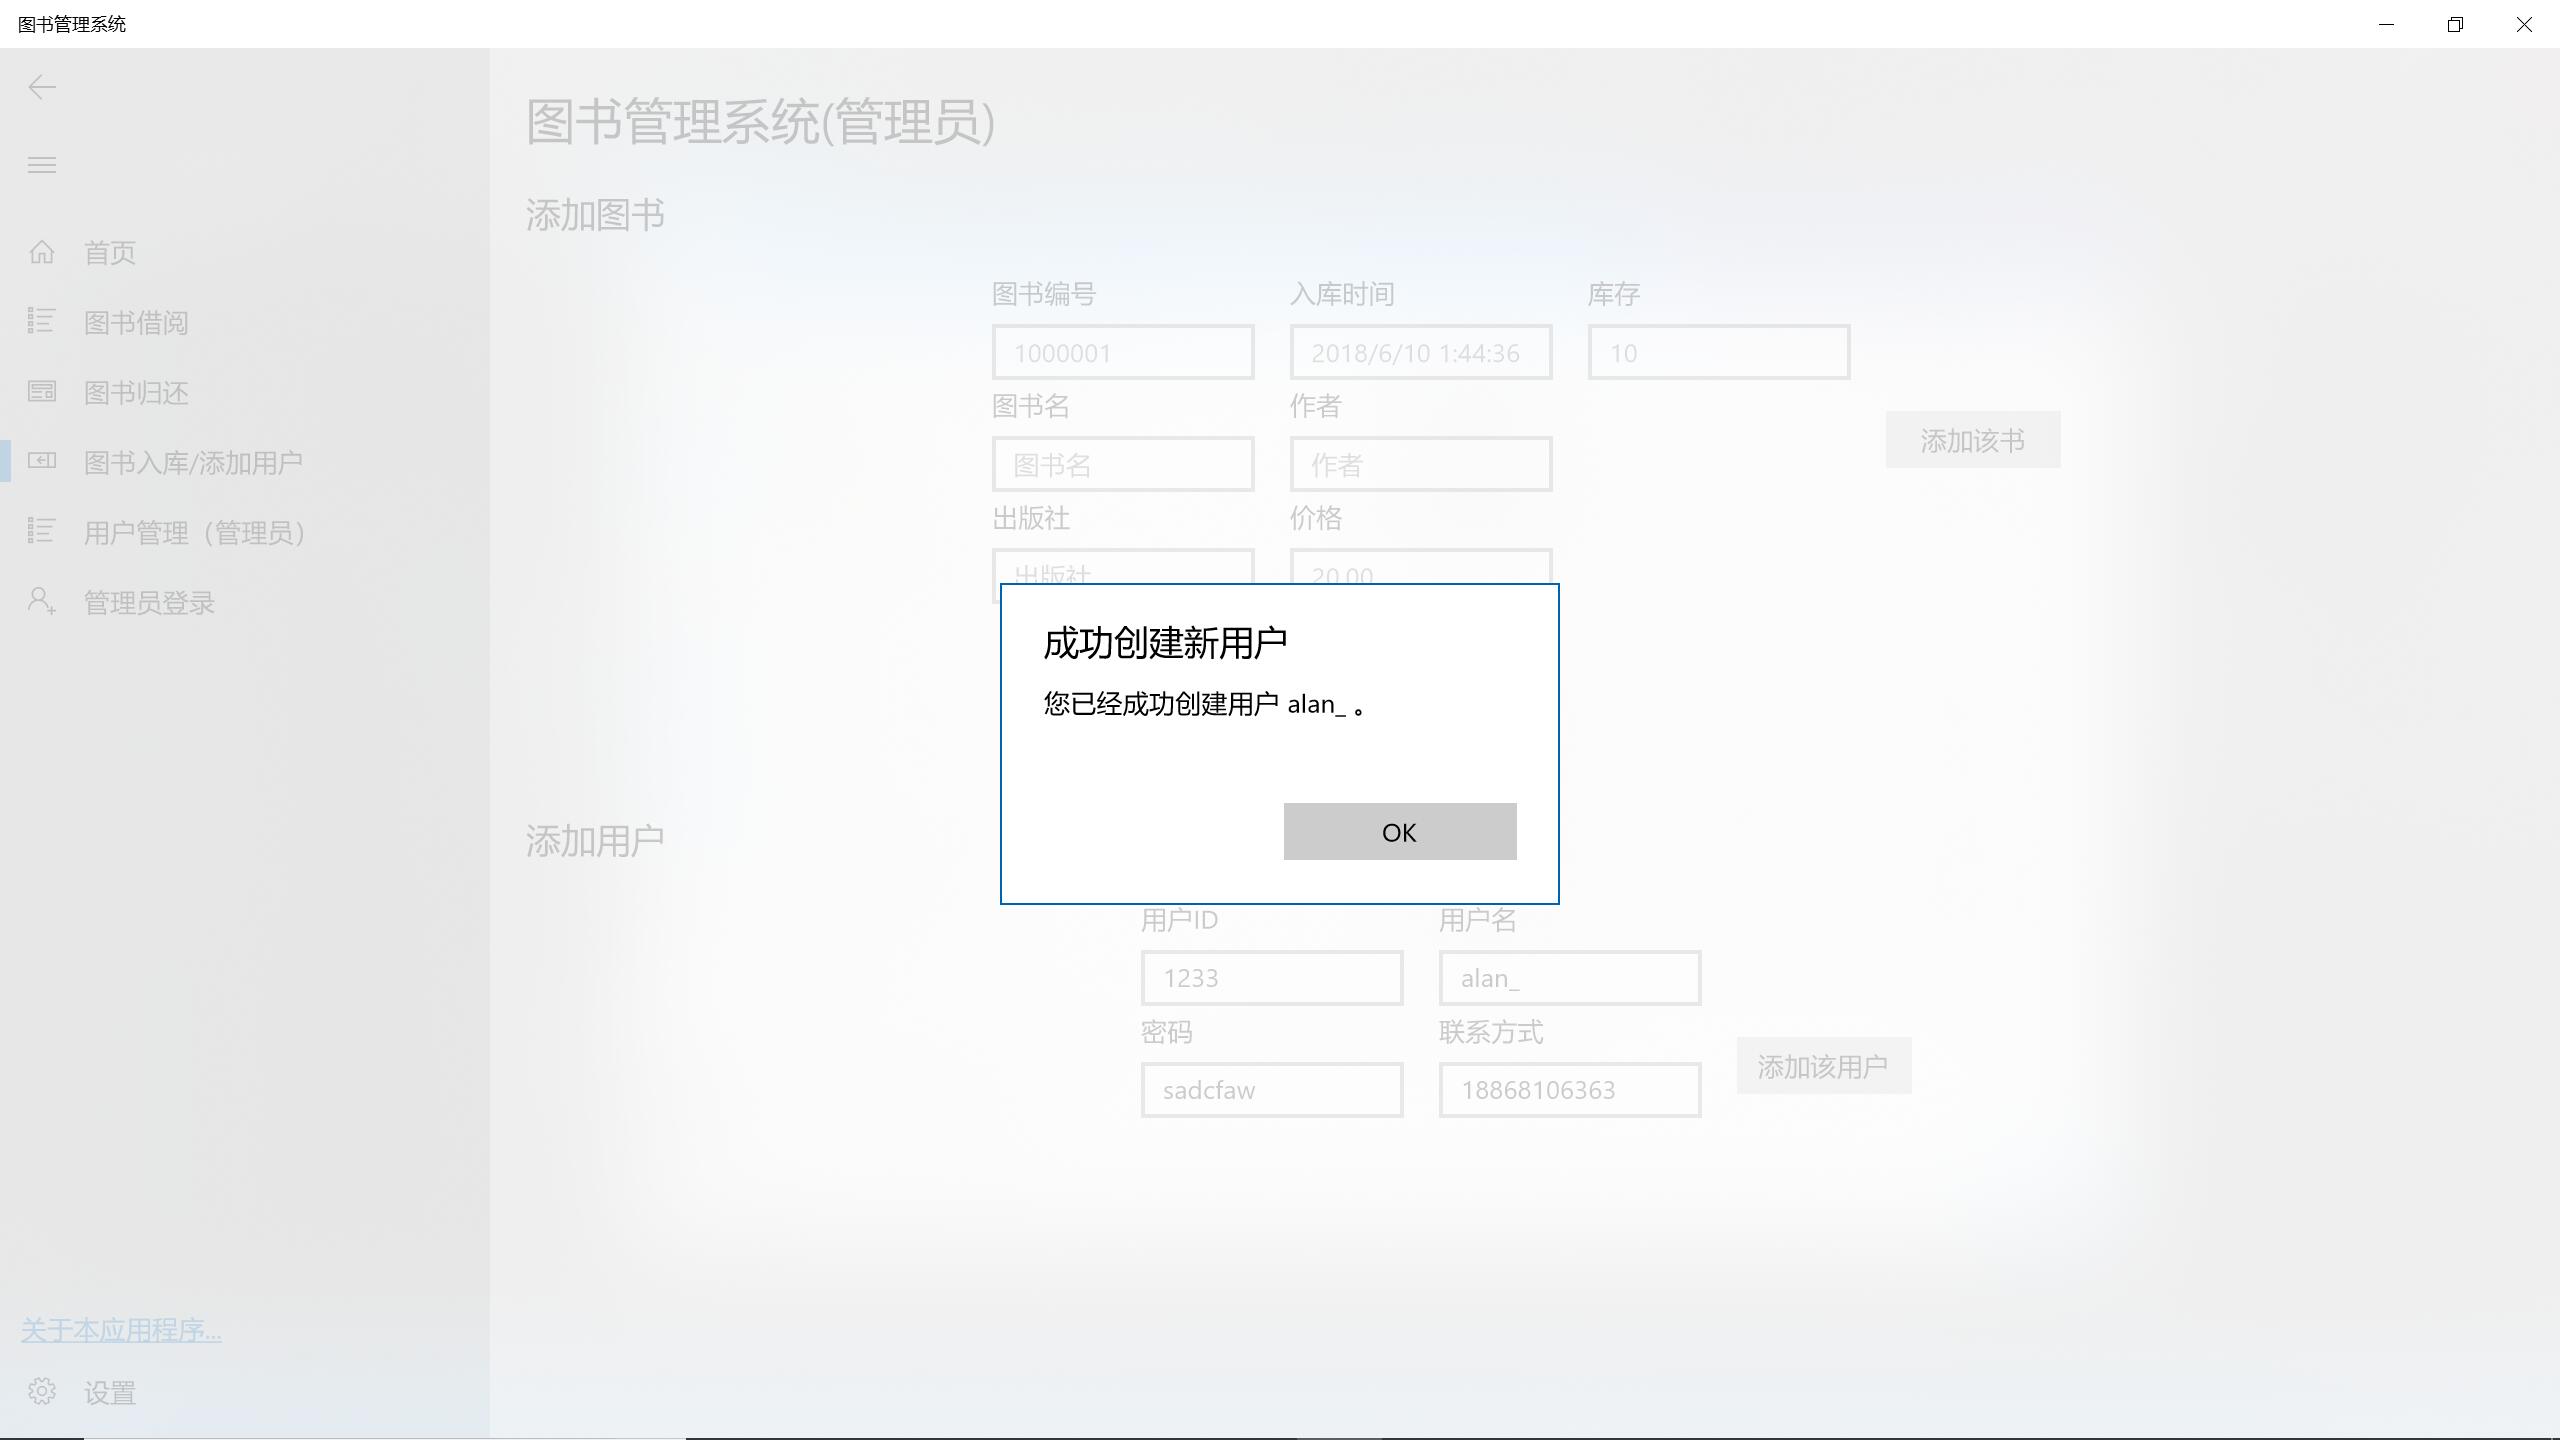 图书管理系统
图书管理系统(管理员)
添加图书
首页
图书借阅
图书归还
图书入库/添加用户
用户管理（管理员）
管理员登录
图书编号 入库时间 库存
1000001 2018/6/10 1:44:36 10
图书名 作者
添加该书
图书名 作者
出版社 价格
出版社 20.00
成功创建新用户
您已经成功创建用户 alan_ 。
OK
添加用户
用户ID 用户名
1233 alan_
密码 联系方式
添加该用户
sadcfaw 18868106363
关于本应用程序...
设置